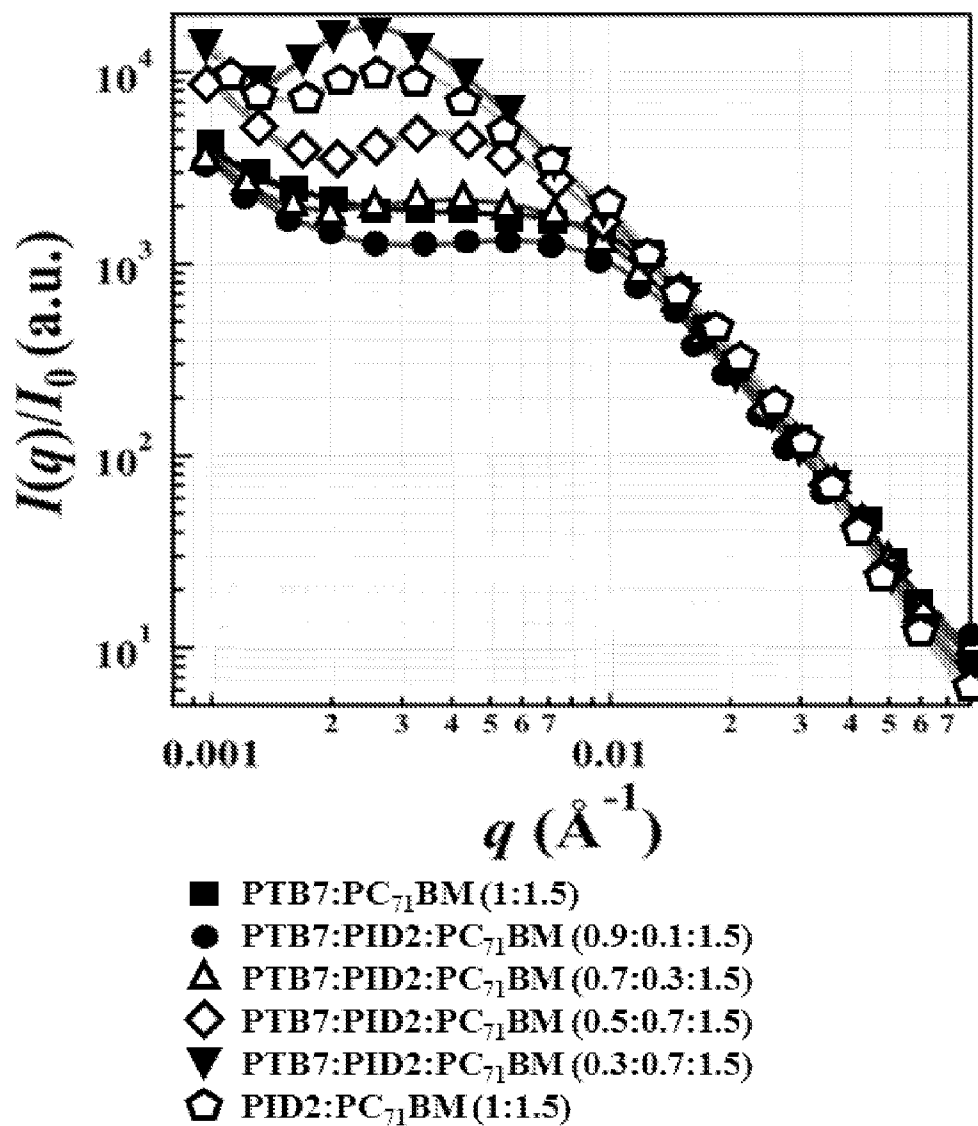 10⁴
10³
10²
10¹
I(q)/I₀ (a.u.)
2 3 4 5 6 7 2 3 4 5 6 7
0.001 0.01
q (Å⁻¹)
PTB7:PC₇₁BM (1:1.5)
PTB7:PID2:PC₇₁BM (0.9:0.1:1.5)
PTB7:PID2:PC₇₁BM (0.7:0.3:1.5)
PTB7:PID2:PC₇₁BM (0.5:0.7:1.5)
PTB7:PID2:PC₇₁BM (0.3:0.7:1.5)
PID2:PC₇₁BM (1:1.5)